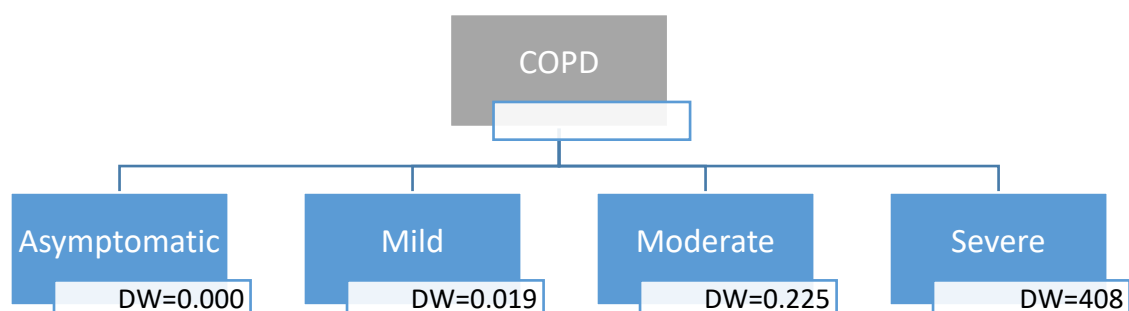 COPD
Asymptomatic
DW=0.000
Mild
DW=0.019
Moderate
DW=0.225
Severe
DW=408